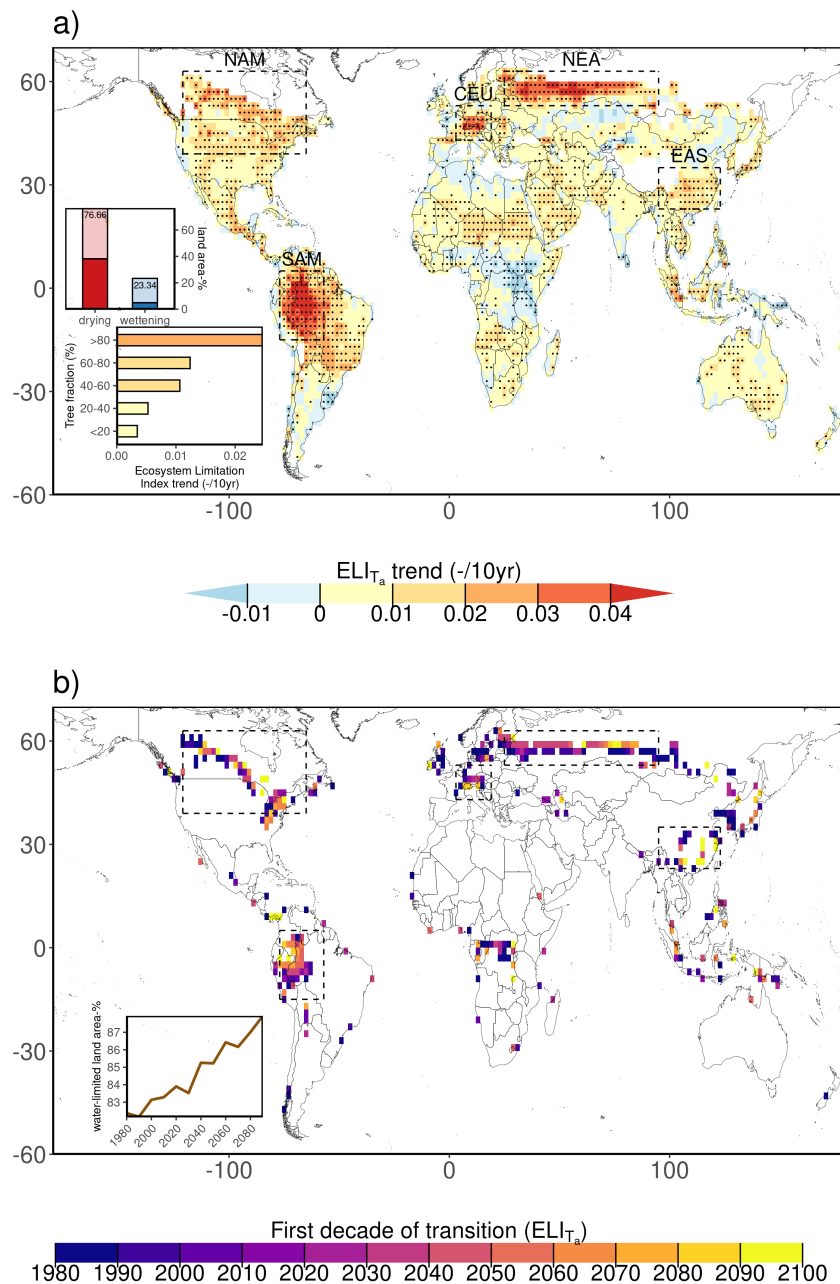 a)
60
30
0
-30
-60
NAM
NEA
CEU
EAS
SAM
76.66
23.34
60
40
20
0
land area-%
drying
wettening
Tree fraction (%)
>80
60-80
40-60
20-40
<20
0.00
0.01
0.02
Ecosystem Limitation
Index trend (-/10yr)
-100
0
100
ELI_Ta trend (-/10yr)
-0.01
0
0.01
0.02
0.03
0.04
b)
60
30
0
-30
-60
water-limited land area-%
87
86
85
84
83
1980
2000
2020
2040
2060
2080
-100
0
100
First decade of transition (ELI_Ta)
1980 1990 2000 2010 2020 2030 2040 2050 2060 2070 2080 2090 2100